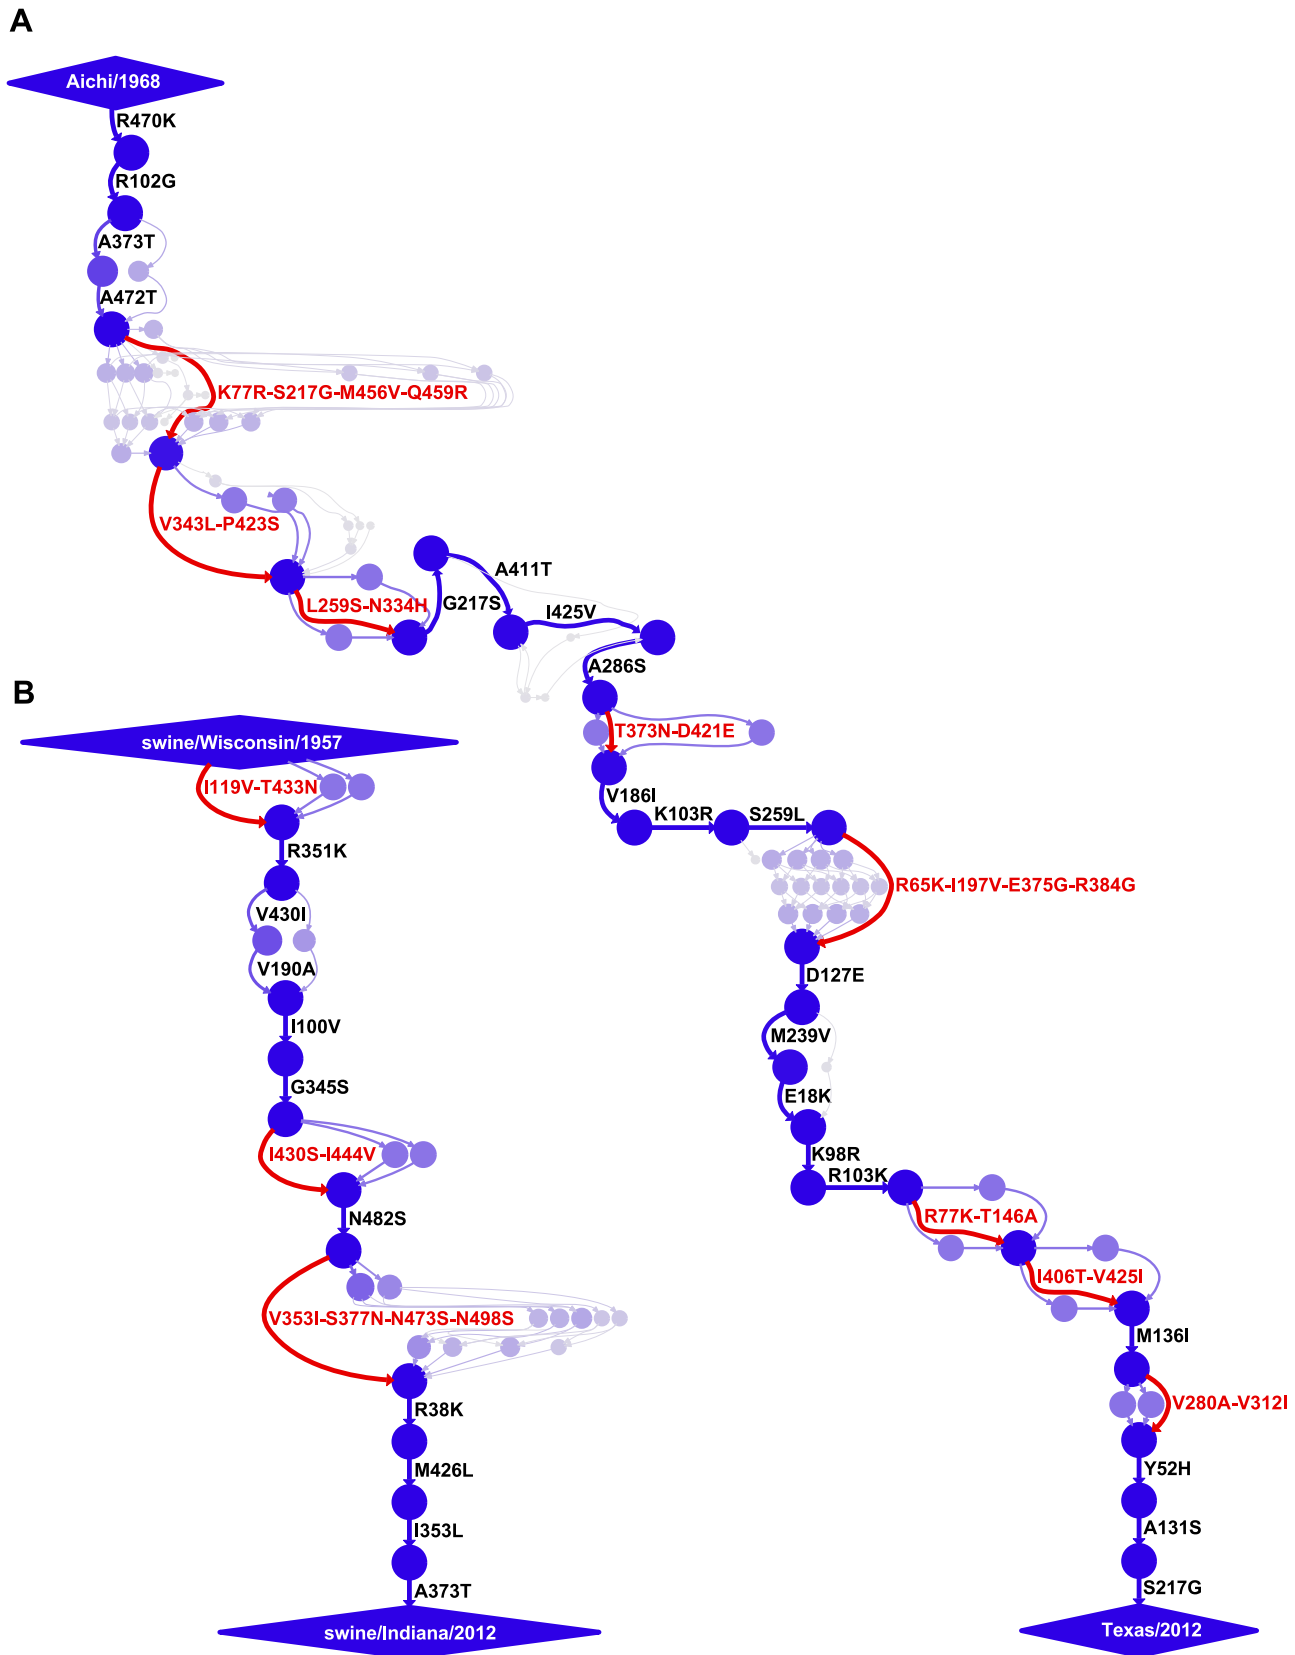 A
Aichi/1968
R470K
R102G
A373T
A472T
K77R-S217G-M456V-Q459R
V343L-P423S
L259S-N334H
G217S
A411T
I425V
A286S
T373N-D421E
V186I
K103R
S259L
R65K-I197V-E375G-R384G
D127E
M239V
E18K
K98R
R103K
R77K-T146A
I406T-V425I
M136I
V280A-V312I
Y52H
A131S
S217G
Texas/2012
B
swine/Wisconsin/1957
I119V-T433N
R351K
V430I
V190A
I100V
G345S
I430S-I444V
N482S
V353I-S377N-N473S-N498S
R38K
M426L
I353L
A373T
swine/Indiana/2012